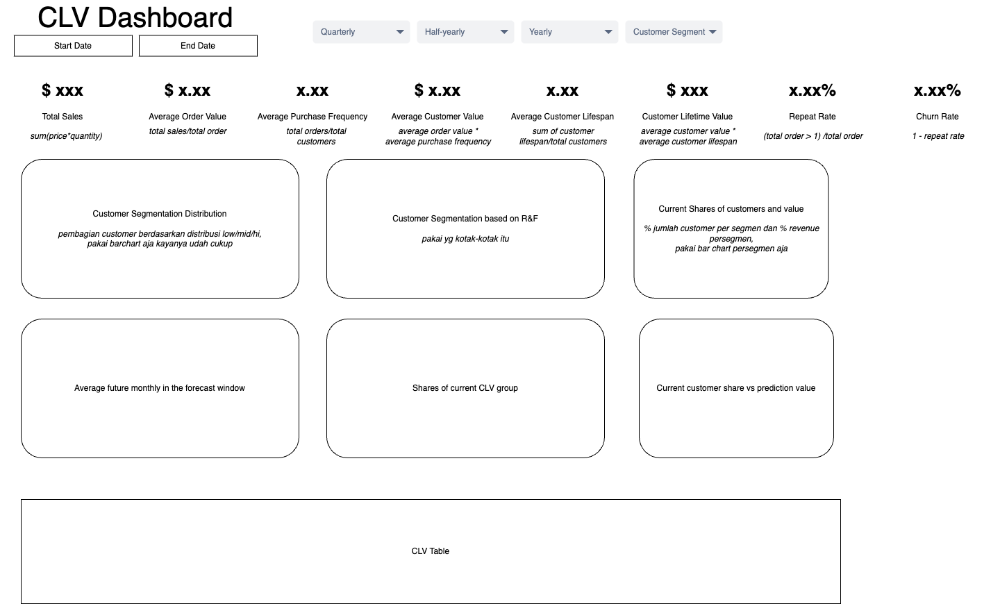 CLV Dashboard
Start Date
End Date
Quarterly
Half-yearly
Yearly
Customer Segment
$ xxx
$ x.xx
x.xx
$ x.xx
x.xx
$ xxx
x.xx%
x.xx%
Total Sales
Average Order Value
Average Purchase Frequency
Average Customer Value
Average Customer Lifespan
Customer Lifetime Value
Repeat Rate
Churn Rate
sum(price*quantity)
total sales/total order
total orders/total
customers
average order value *
average purchase frequency
sum of customer
lifespan/total customers
average customer value *
average customer lifespan
(total order > 1) /total order
1 - repeat rate
Customer Segmentation Distribution
pembagian customer berdasarkan distribusi low/mid/hi,
pakai barchart aja kayanya udah cukup
Customer Segmentation based on R&F
pakai yg kotak-kotak itu
Current Shares of customers and value
% jumlah customer per segmen dan % revenue
persegmen,
pakai bar chart persegmen aja
Average future monthly in the forecast window
Shares of current CLV group
Current customer share vs prediction value
CLV Table